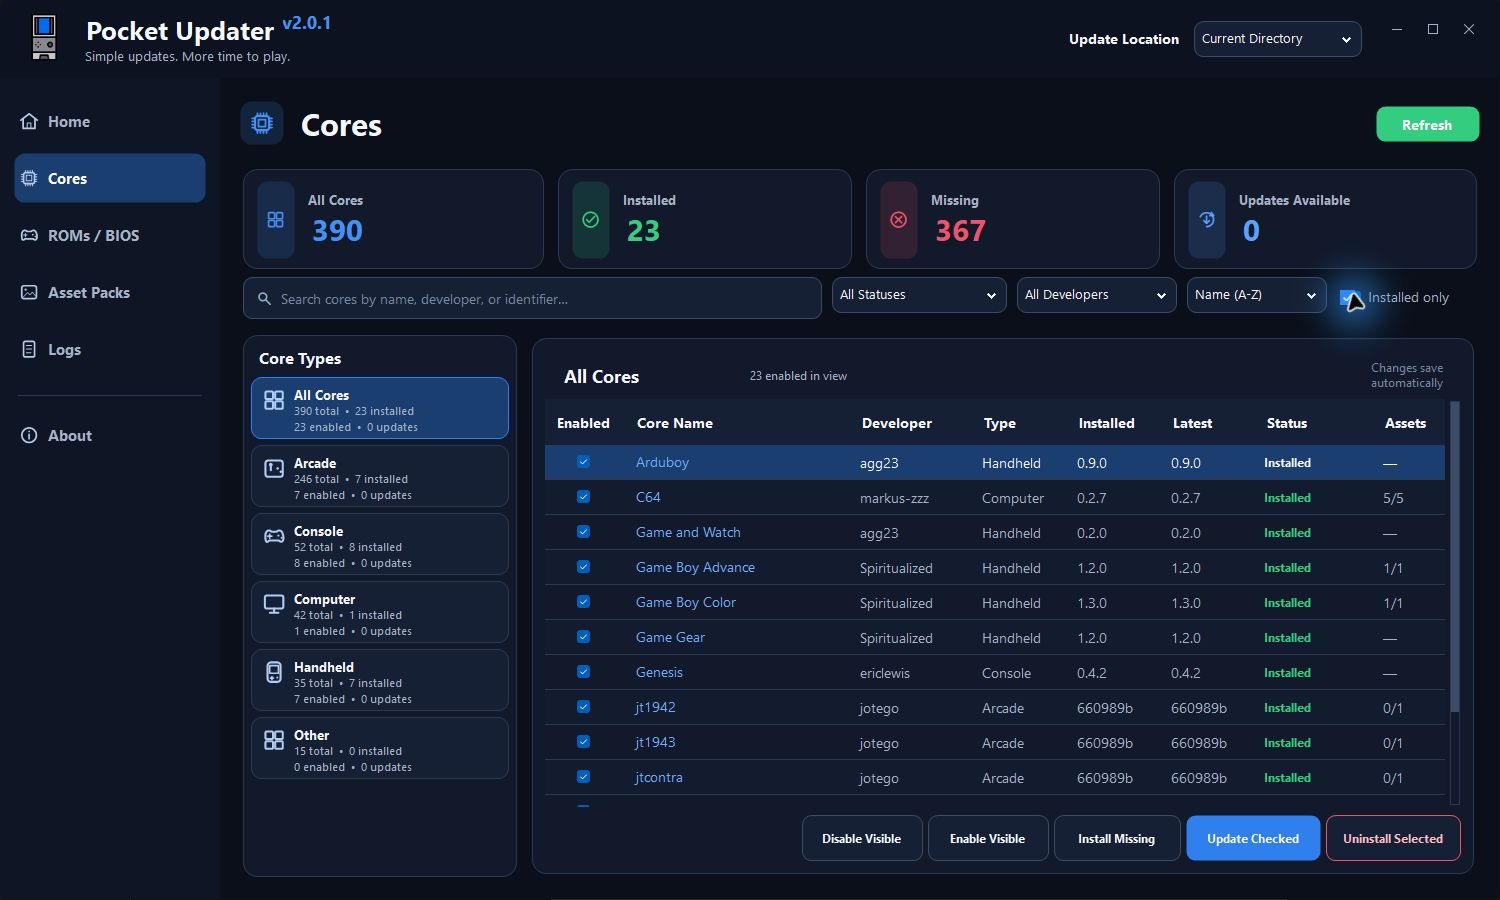 Pocket Updater v2.0.1
Simple updates. More time to play.
Update Location
Current Directory
Home
Cores
ROMs / BIOS
Asset Packs
Logs
About
Cores
Refresh
All Cores
390
Installed
23
Missing
367
Updates Available
0
Search cores by name, developer, or identifier...
All Statuses
All Developers
Name (A-Z)
Installed only
Core Types
All Cores
390 total • 23 installed
23 enabled • 0 updates
Arcade
246 total • 7 installed
7 enabled • 0 updates
Console
52 total • 8 installed
8 enabled • 0 updates
Computer
42 total • 1 installed
1 enabled • 0 updates
Handheld
35 total • 7 installed
7 enabled • 0 updates
Other
15 total • 0 installed
0 enabled • 0 updates
All Cores
23 enabled in view
Changes save
automatically
Enabled Core Name Developer Type Installed Latest Status Assets
Arduboy agg23 Handheld 0.9.0 0.9.0 Installed —
C64 markus-zzz Computer 0.2.7 0.2.7 Installed 5/5
Game and Watch agg23 Handheld 0.2.0 0.2.0 Installed —
Game Boy Advance Spiritualized Handheld 1.2.0 1.2.0 Installed 1/1
Game Boy Color Spiritualized Handheld 1.3.0 1.3.0 Installed 1/1
Game Gear Spiritualized Handheld 1.2.0 1.2.0 Installed —
Genesis ericlewis Console 0.4.2 0.4.2 Installed —
jt1942 jotego Arcade 660989b 660989b Installed 0/1
jt1943 jotego Arcade 660989b 660989b Installed 0/1
jtcontra jotego Arcade 660989b 660989b Installed 0/1
Disable Visible
Enable Visible
Install Missing
Update Checked
Uninstall Selected